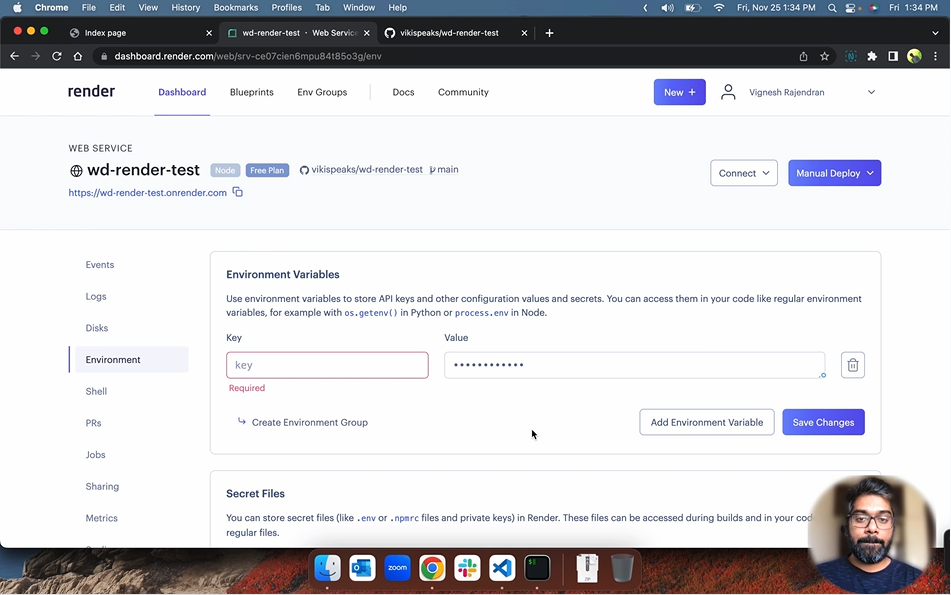 Chrome File Edit View History Bookmarks Profiles Tab Window Help Fri, Nov 25 1:34 PM Fri 1:34 PM
Index page
wd-render-test · Web Service
vikispeaks/wd-render-test
dashboard.render.com/web/srv-ce07cien6mpu84t85o3g/env
render Dashboard Blueprints Env Groups Docs Community New + Vignesh Rajendran
WEB SERVICE
wd-render-test Node Free Plan vikispeaks/wd-render-test main
Connect Manual Deploy
https://wd-render-test.onrender.com
Events
Logs
Disks
Environment
Shell
PRs
Jobs
Sharing
Metrics
Environment Variables
Use environment variables to store API keys and other configuration values and secrets. You can access them in your code like regular environment
variables, for example with os.getenv() in Python or process.env in Node.
Key Value
key ••••••••••••
Required
Create Environment Group Add Environment Variable Save Changes
Secret Files
You can store secret files (like .env or .npmrc files and private keys) in Render. These files can be accessed during builds and in your cod
regular files.
zoom